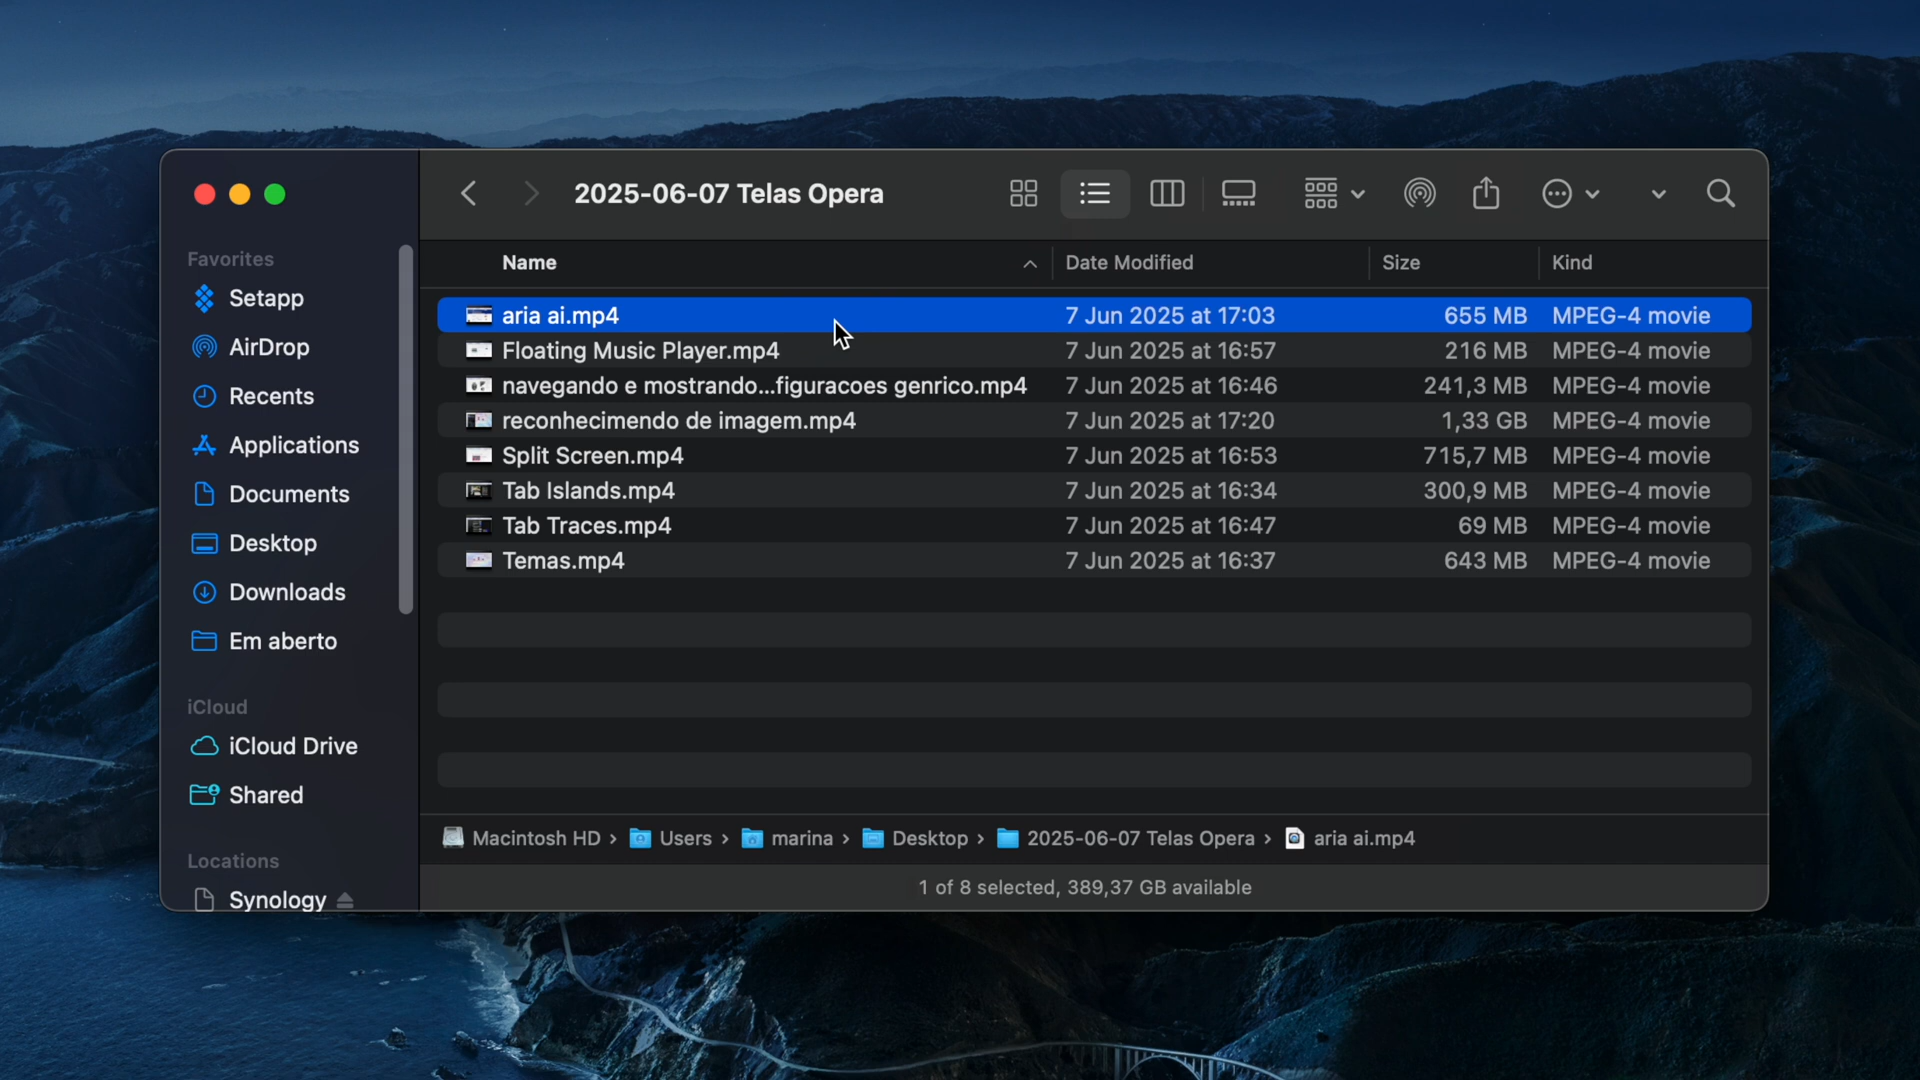 2025-06-07 Telas Opera
Favorites
Setapp
AirDrop
Recents
Applications
Documents
Desktop
Downloads
Em aberto
iCloud
iCloud Drive
Shared
Locations
Synology
Name Date Modified Size Kind
aria ai.mp4 7 Jun 2025 at 17:03 655 MB MPEG-4 movie
Floating Music Player.mp4 7 Jun 2025 at 16:57 216 MB MPEG-4 movie
navegando e mostrando...figuracoes genrico.mp4 7 Jun 2025 at 16:46 241,3 MB MPEG-4 movie
reconhecimendo de imagem.mp4 7 Jun 2025 at 17:20 1,33 GB MPEG-4 movie
Split Screen.mp4 7 Jun 2025 at 16:53 715,7 MB MPEG-4 movie
Tab Islands.mp4 7 Jun 2025 at 16:34 300,9 MB MPEG-4 movie
Tab Traces.mp4 7 Jun 2025 at 16:47 69 MB MPEG-4 movie
Temas.mp4 7 Jun 2025 at 16:37 643 MB MPEG-4 movie
Macintosh HD › Users › marina › Desktop › 2025-06-07 Telas Opera › aria ai.mp4
1 of 8 selected, 389,37 GB available